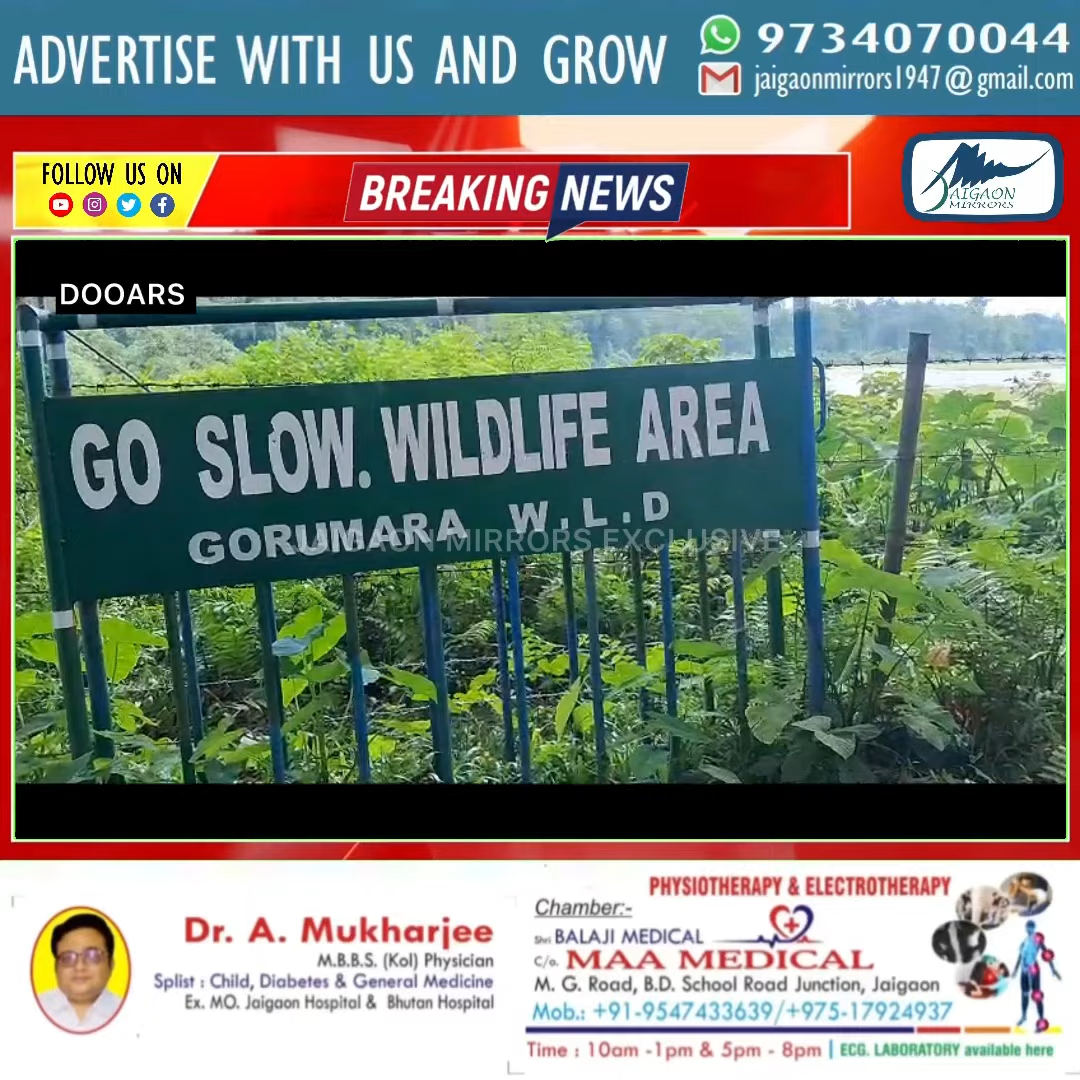 ADVERTISE WITH US AND GROW
9734070044
jaigaonmirrors1947@gmail.com
FOLLOW US ON
BREAKING NEWS
JAIGAON
MIRRORS
DOOARS
GO SLOW. WILDLIFE AREA
GORUMARA W.L.D
JAIGAON MIRRORS EXCLUSIVE
Dr. A. Mukharjee
M.B.B.S. (Kol) Physician
Splist : Child, Diabetes & General Medicine
Ex. MO. Jaigaon Hospital & Bhutan Hospital
PHYSIOTHERAPY & ELECTROTHERAPY
Chamber:-
Shri BALAJI MEDICAL
C/o. MAA MEDICAL
M. G. Road, B.D. School Road Junction, Jaigaon
Mob.: +91-9547433639/+975-17924937
Time : 10am -1pm & 5pm - 8pm | ECG. LABORATORY available here